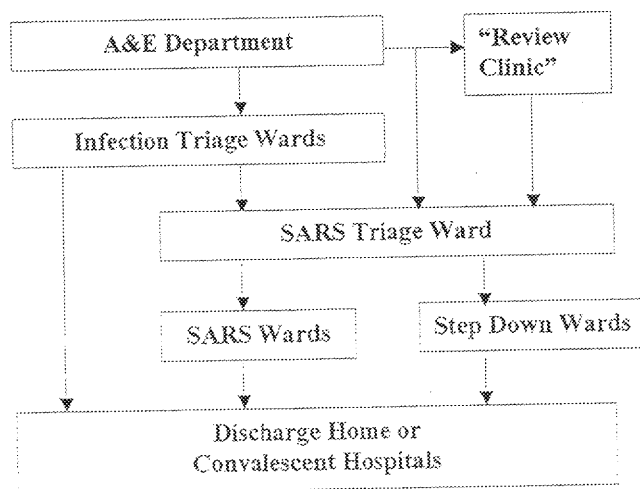 A&E Department
“Review
Clinic”
Infection Triage Wards
SARS Triage Ward
SARS Wards
Step Down Wards
Discharge Home or
Convalescent Hospitals